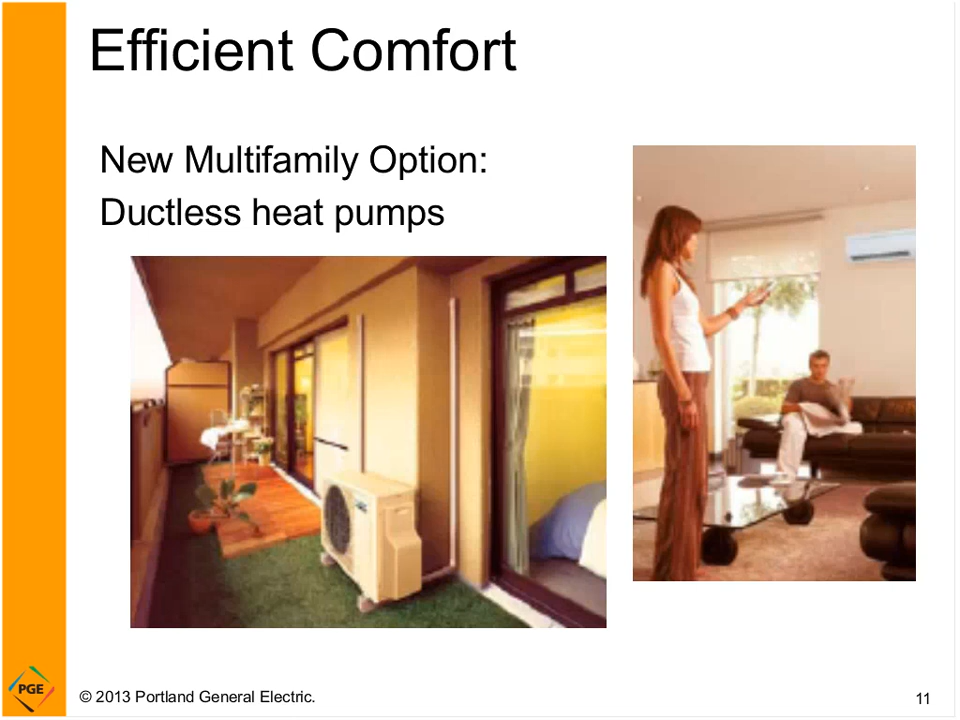 Efficient Comfort
New Multifamily Option:
Ductless heat pumps
PGE
© 2013 Portland General Electric.
11